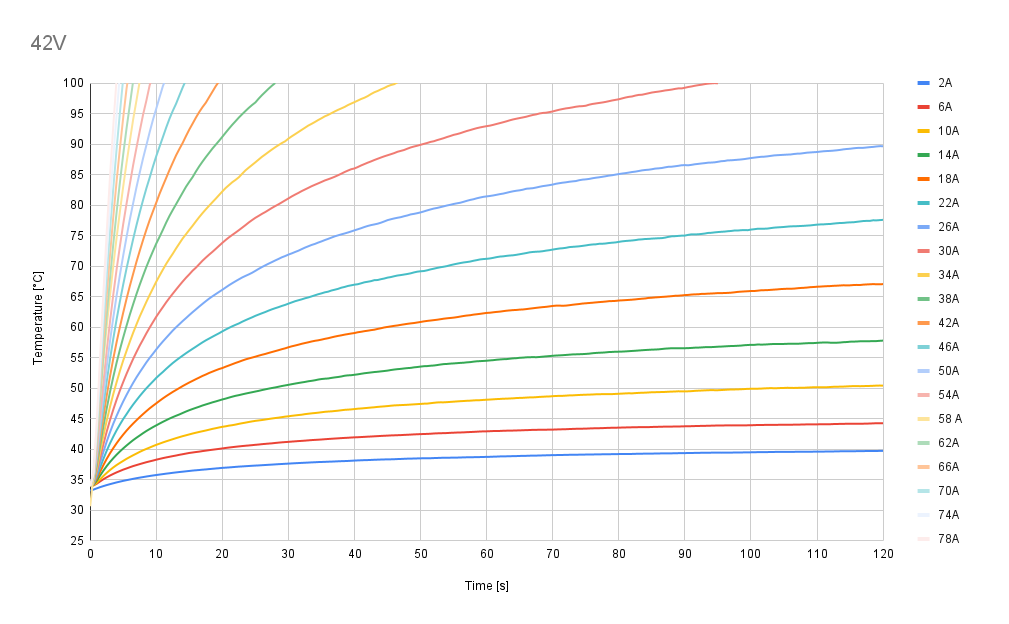 42V
100
95
90
85
80
75
70
65
60
55
50
45
40
35
30
25
0 10 20 30 40 50 60 70 80 90 100 110 120
Temperature [°C]
Time [s]
2A
6A
10A
14A
18A
22A
26A
30A
34A
38A
42A
46A
50A
54A
58 A
62A
66A
70A
74A
78A